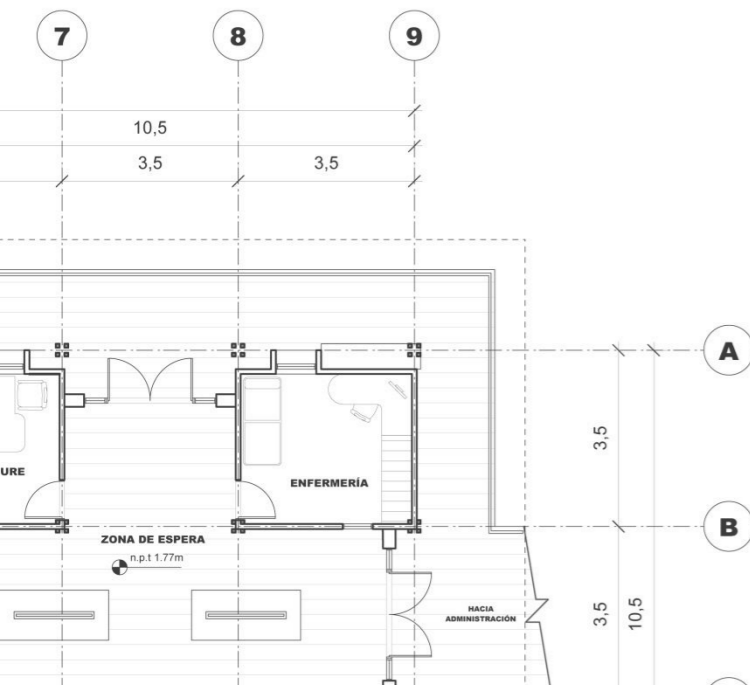 7
8
9
10,5
3,5
3,5
A
3,5
URE
ENFERMERÍA
B
ZONA DE ESPERA
n.p.t 1.77m
HACIA
ADMINISTRACIÓN
3,5
10,5